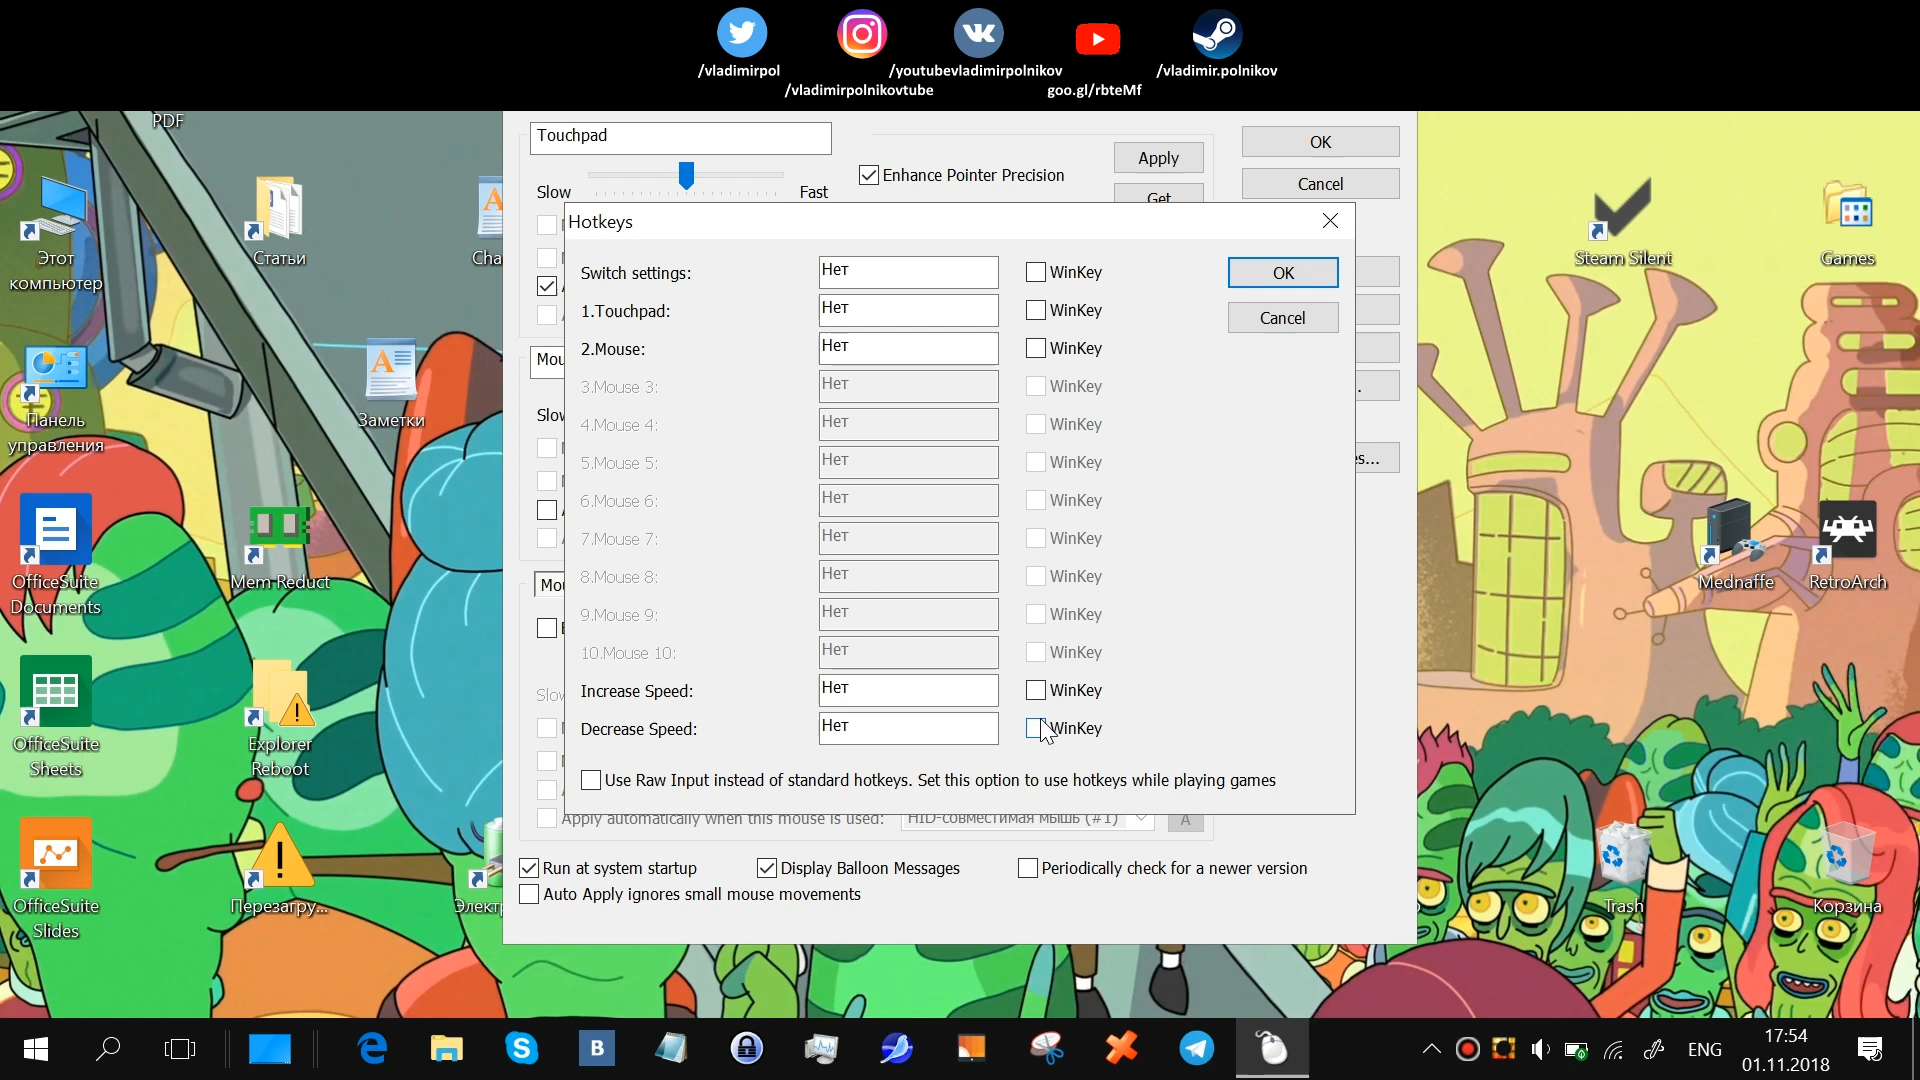 /vladimirpol
/youtubevladimirpolnikov
/vladimir.polnikov
/vladimirpolnikovtube
goo.gl/rbteMf
PDF
Touchpad
Slow
Fast
Enhance Pointer Precision
Apply
Get
OK
Cancel
Hotkeys
Switch settings:
Нет
WinKey
OK
1.Touchpad:
Нет
WinKey
Cancel
2.Mouse:
Нет
WinKey
3.Mouse 3:
Нет
WinKey
4.Mouse 4:
Нет
WinKey
5.Mouse 5:
Нет
WinKey
6.Mouse 6:
Нет
WinKey
7.Mouse 7:
Нет
WinKey
8.Mouse 8:
Нет
WinKey
9.Mouse 9:
Нет
WinKey
10.Mouse 10:
Нет
WinKey
Increase Speed:
Нет
WinKey
Decrease Speed:
Нет
WinKey
Use Raw Input instead of standard hotkeys. Set this option to use hotkeys while playing games
Mou
Slow
Mou
Slow
es...
Apply automatically when this mouse is used:
HID-совместимая мышь (#1)
A
Run at system startup
Display Balloon Messages
Periodically check for a newer version
Auto Apply ignores small mouse movements
Этот
компьютер
Статьи
Cha
Панель
управления
Заметки
OfficeSuite
Documents
Mem Reduct
OfficeSuite
Sheets
Explorer
Reboot
OfficeSuite
Slides
Перезагру...
Электр
Steam Silent
Games
Mednaffe
RetroArch
Trash
Корзина
B
ENG
17:54
01.11.2018